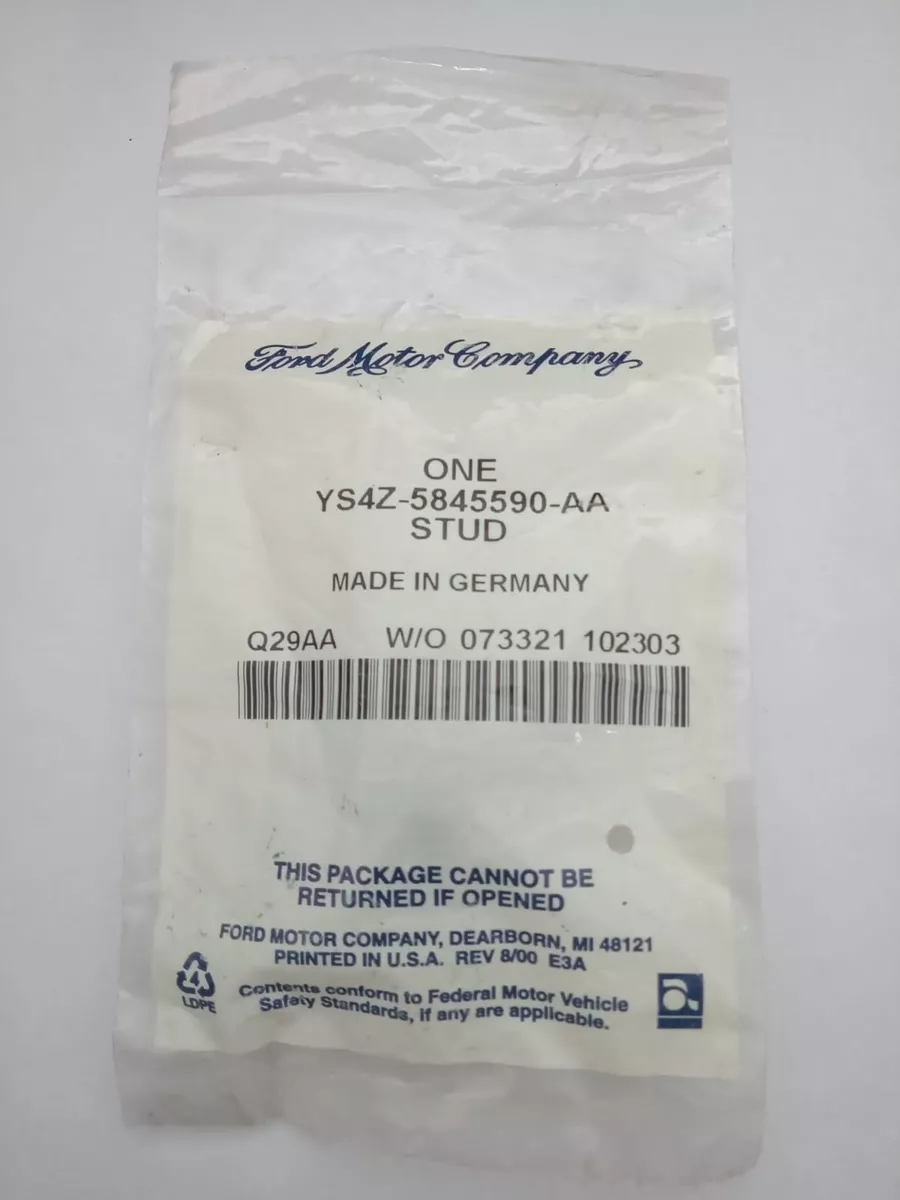 Ford Motor Company
ONE
YS4Z-5845590-AA
STUD
MADE IN GERMANY
Q29AA W/O 073321 102303
THIS PACKAGE CANNOT BE
RETURNED IF OPENED
FORD MOTOR COMPANY, DEARBORN, MI 48121
PRINTED IN U.S.A. REV 8/00 E3A
4
LDPE
Contents conform to Federal Motor Vehicle
Safety Standards, if any are applicable.
a